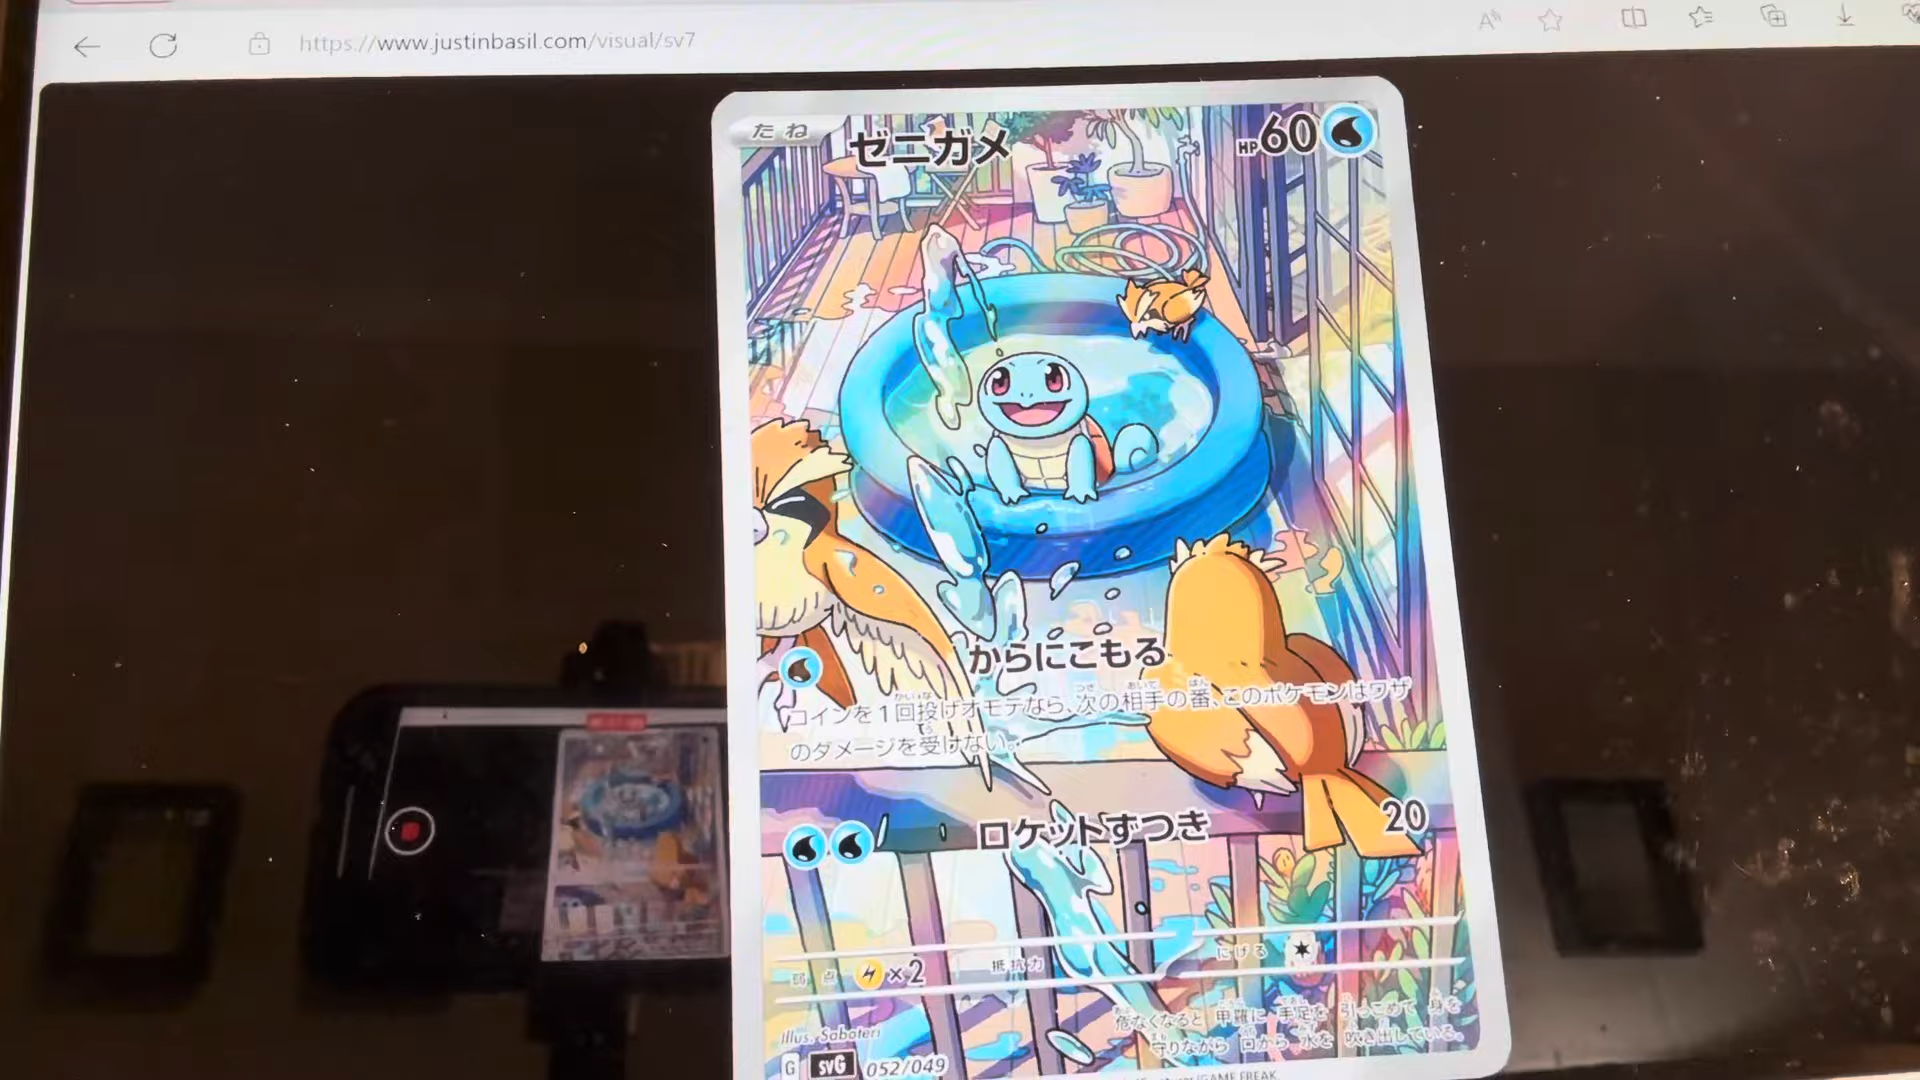 https://www.justinbasil.com/visual/sv7
たね
ゼニガメ
HP60
からにこもる
コインを1回投げオモテなら、次の相手の番、このポケモンはワザ
のダメージを受けない。
ロケットずつき 20
弱点 ×2 抵抗力 にげる
危なくなると 甲羅に 手足を 引っこめて 身を
守りながら 口から 水を 吹き出している。
Illus. Saboteri
G svG 052/049
GAME FREAK.